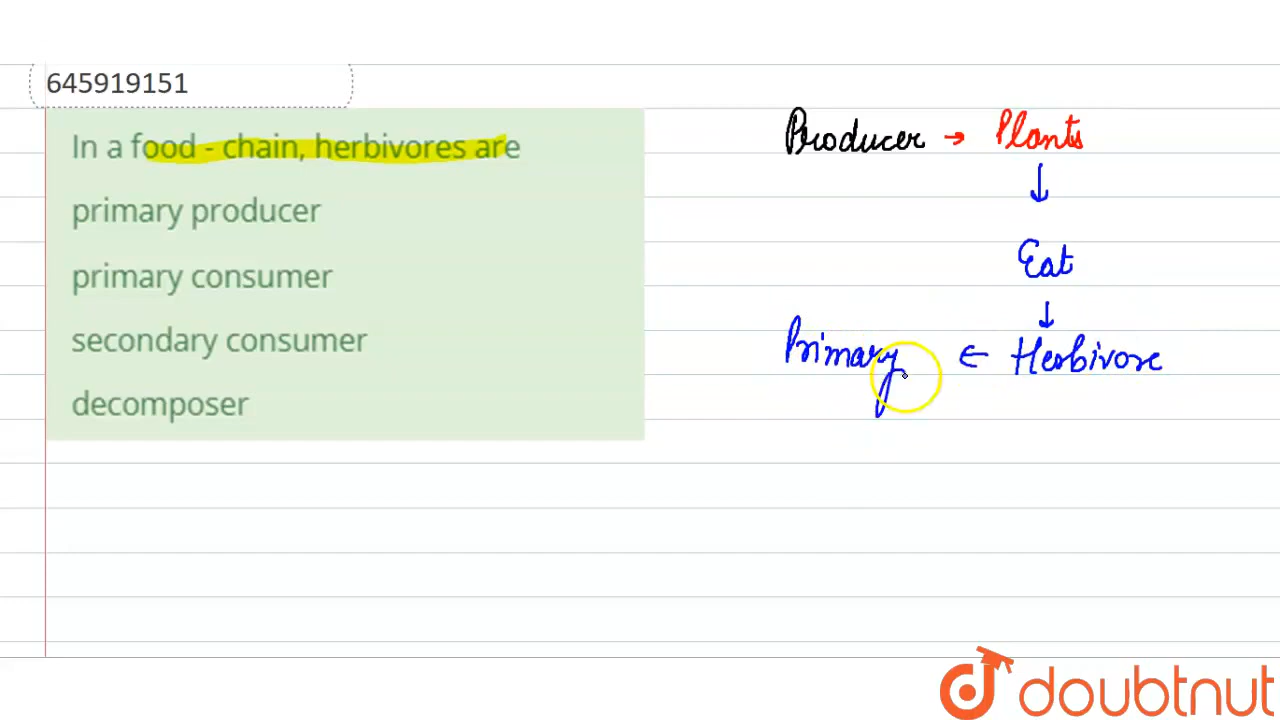 645919151
In a food - chain, herbivores are
primary producer
primary consumer
secondary consumer
decomposer
Producer → Plants
↓
Eat
↓
Primary ← Herbivore
doubtnut